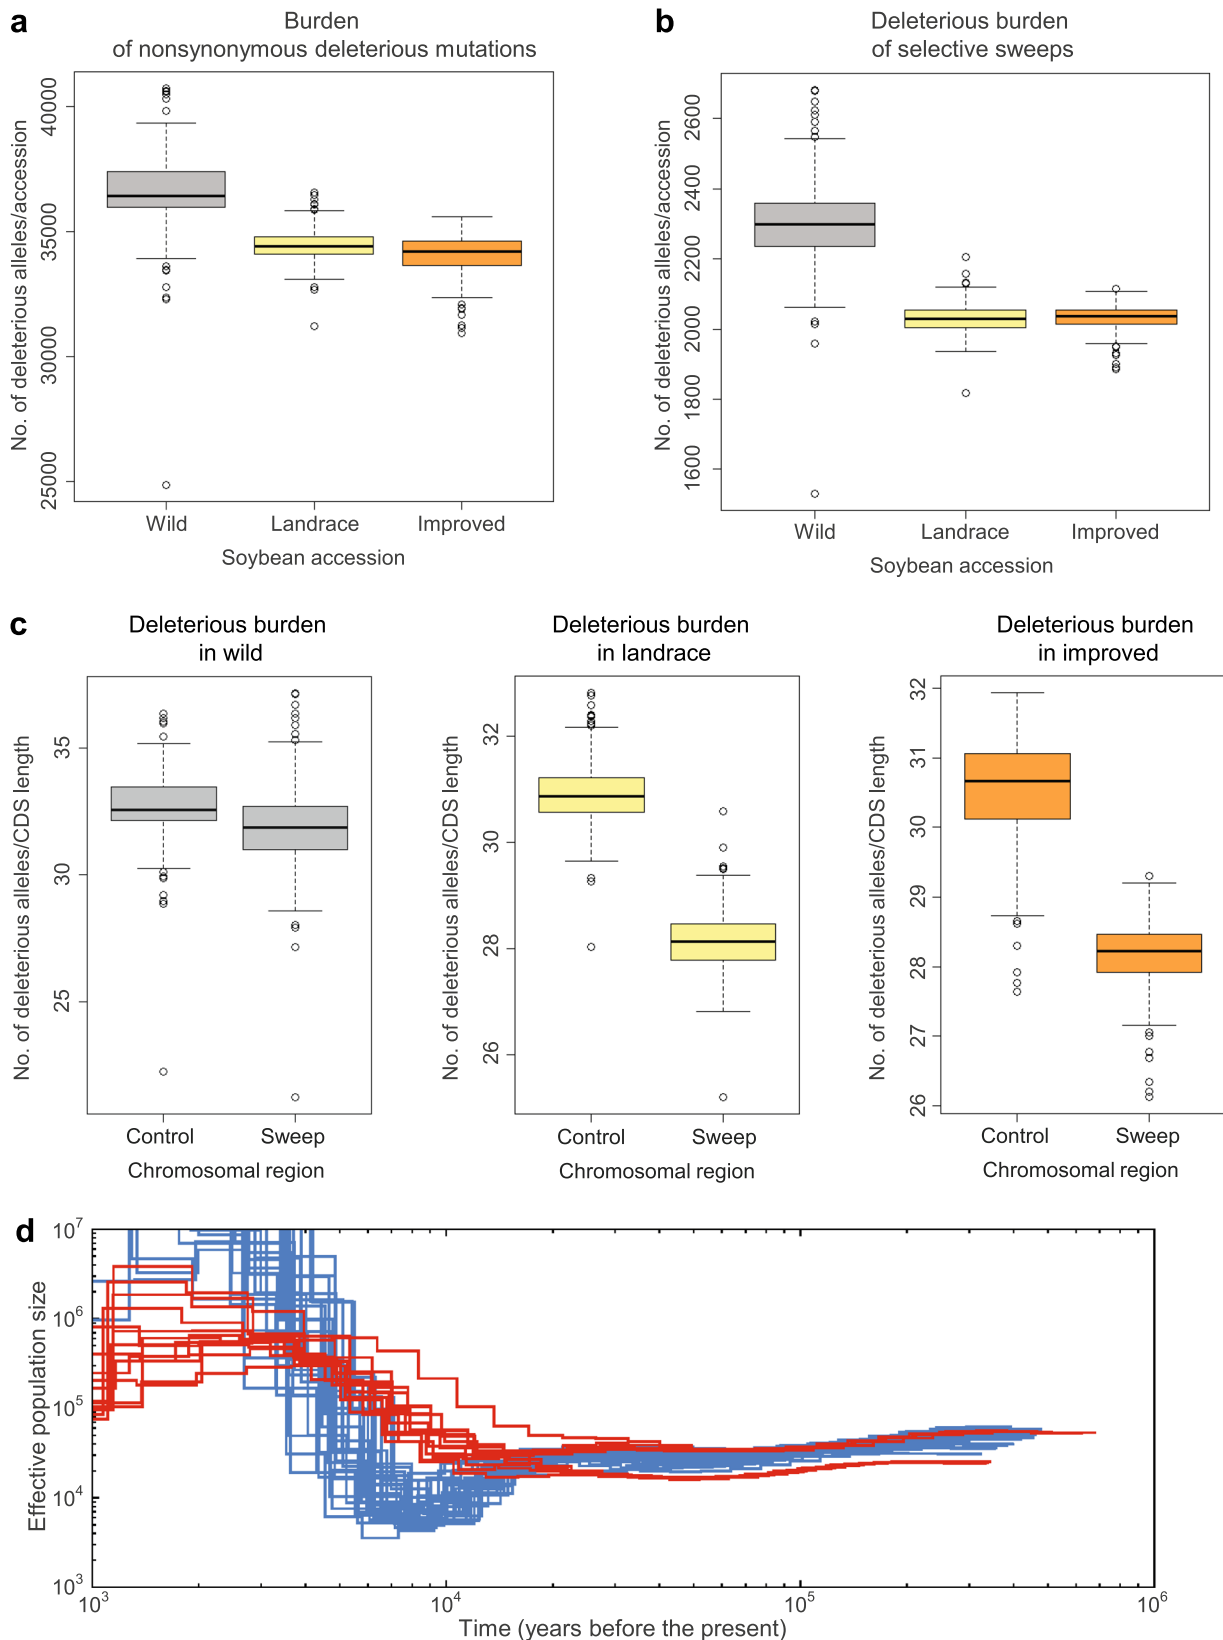 a
Burden
of nonsynonymous deleterious mutations
No. of deleterious alleles/accession
40000
35000
30000
25000
Wild
Landrace
Improved
Soybean accession
b
Deleterious burden
of selective sweeps
No. of deleterious alleles/accession
2600
2400
2200
2000
1800
1600
Wild
Landrace
Improved
Soybean accession
c
Deleterious burden
in wild
No. of deleterious alleles/CDS length
35
30
25
Control
Sweep
Chromosomal region
Deleterious burden
in landrace
No. of deleterious alleles/CDS length
32
30
28
26
Control
Sweep
Chromosomal region
Deleterious burden
in improved
No. of deleterious alleles/CDS length
32
31
30
29
28
27
26
Control
Sweep
Chromosomal region
d
Effective population size
10⁷
10⁶
10⁵
10⁴
10³
10³
10⁴
10⁵
10⁶
Time (years before the present)